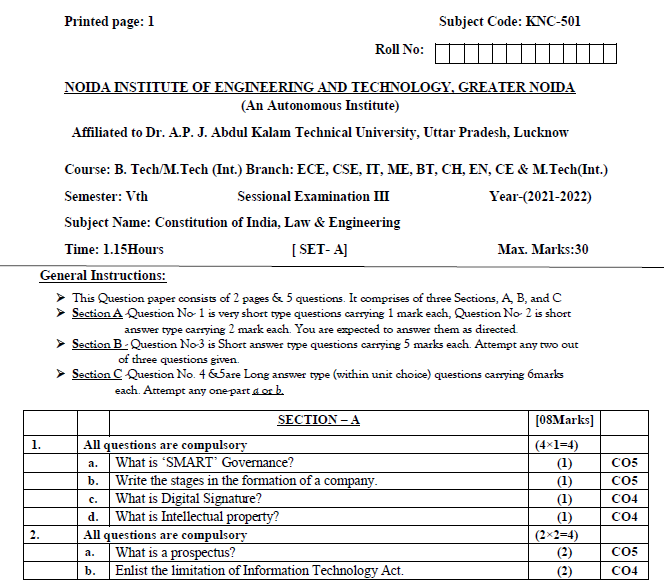 Printed page: 1 Subject Code: KNC-501
Roll No:
NOIDA INSTITUTE OF ENGINEERING AND TECHNOLOGY, GREATER NOIDA
(An Autonomous Institute)
Affiliated to Dr. A.P. J. Abdul Kalam Technical University, Uttar Pradesh, Lucknow
Course: B. Tech/M.Tech (Int.) Branch: ECE, CSE, IT, ME, BT, CH, EN, CE & M.Tech(Int.)
Semester: Vth Sessional Examination III Year-(2021-2022)
Subject Name: Constitution of India, Law & Engineering
Time: 1.15Hours [ SET- A] Max. Marks:30
General Instructions:
➤ This Question paper consists of 2 pages & 5 questions. It comprises of three Sections, A, B, and C
➤ Section A -Question No- 1 is very short type questions carrying 1 mark each, Question No- 2 is short
answer type carrying 2 mark each. You are expected to answer them as directed.
➤ Section B - Question No-3 is Short answer type questions carrying 5 marks each. Attempt any two out
of three questions given.
➤ Section C -Question No. 4 &5are Long answer type (within unit choice) questions carrying 6marks
each. Attempt any one-part a or b.
SECTION – A [08Marks]
1. All questions are compulsory (4×1=4)
a. What is ‘SMART’ Governance? (1) CO5
b. Write the stages in the formation of a company. (1) CO5
c. What is Digital Signature? (1) CO4
d. What is Intellectual property? (1) CO4
2. All questions are compulsory (2×2=4)
a. What is a prospectus? (2) CO5
b. Enlist the limitation of Information Technology Act. (2) CO4